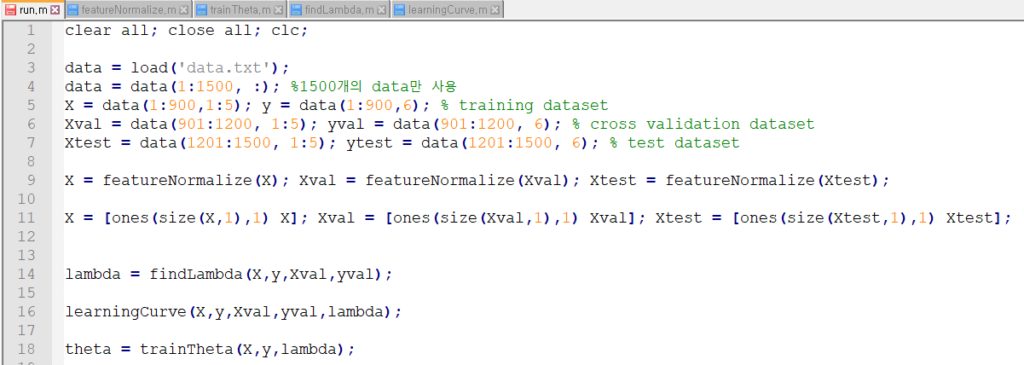 run.m featureNormalize.m trainTheta.m findLambda.m learningCurve.m
1 clear all; close all; clc;
2
3 data = load('data.txt');
4 data = data(1:1500, :); %1500개의 data만 사용
5 X = data(1:900,1:5); y = data(1:900,6); % training dataset
6 Xval = data(901:1200, 1:5); yval = data(901:1200, 6); % cross validation dataset
7 Xtest = data(1201:1500, 1:5); ytest = data(1201:1500, 6); % test dataset
8
9 X = featureNormalize(X); Xval = featureNormalize(Xval); Xtest = featureNormalize(Xtest);
10
11 X = [ones(size(X,1),1) X]; Xval = [ones(size(Xval,1),1) Xval]; Xtest = [ones(size(Xtest,1),1) Xtest];
12
13
14 lambda = findLambda(X,y,Xval,yval);
15
16 learningCurve(X,y,Xval,yval,lambda);
17
18 theta = trainTheta(X,y,lambda);